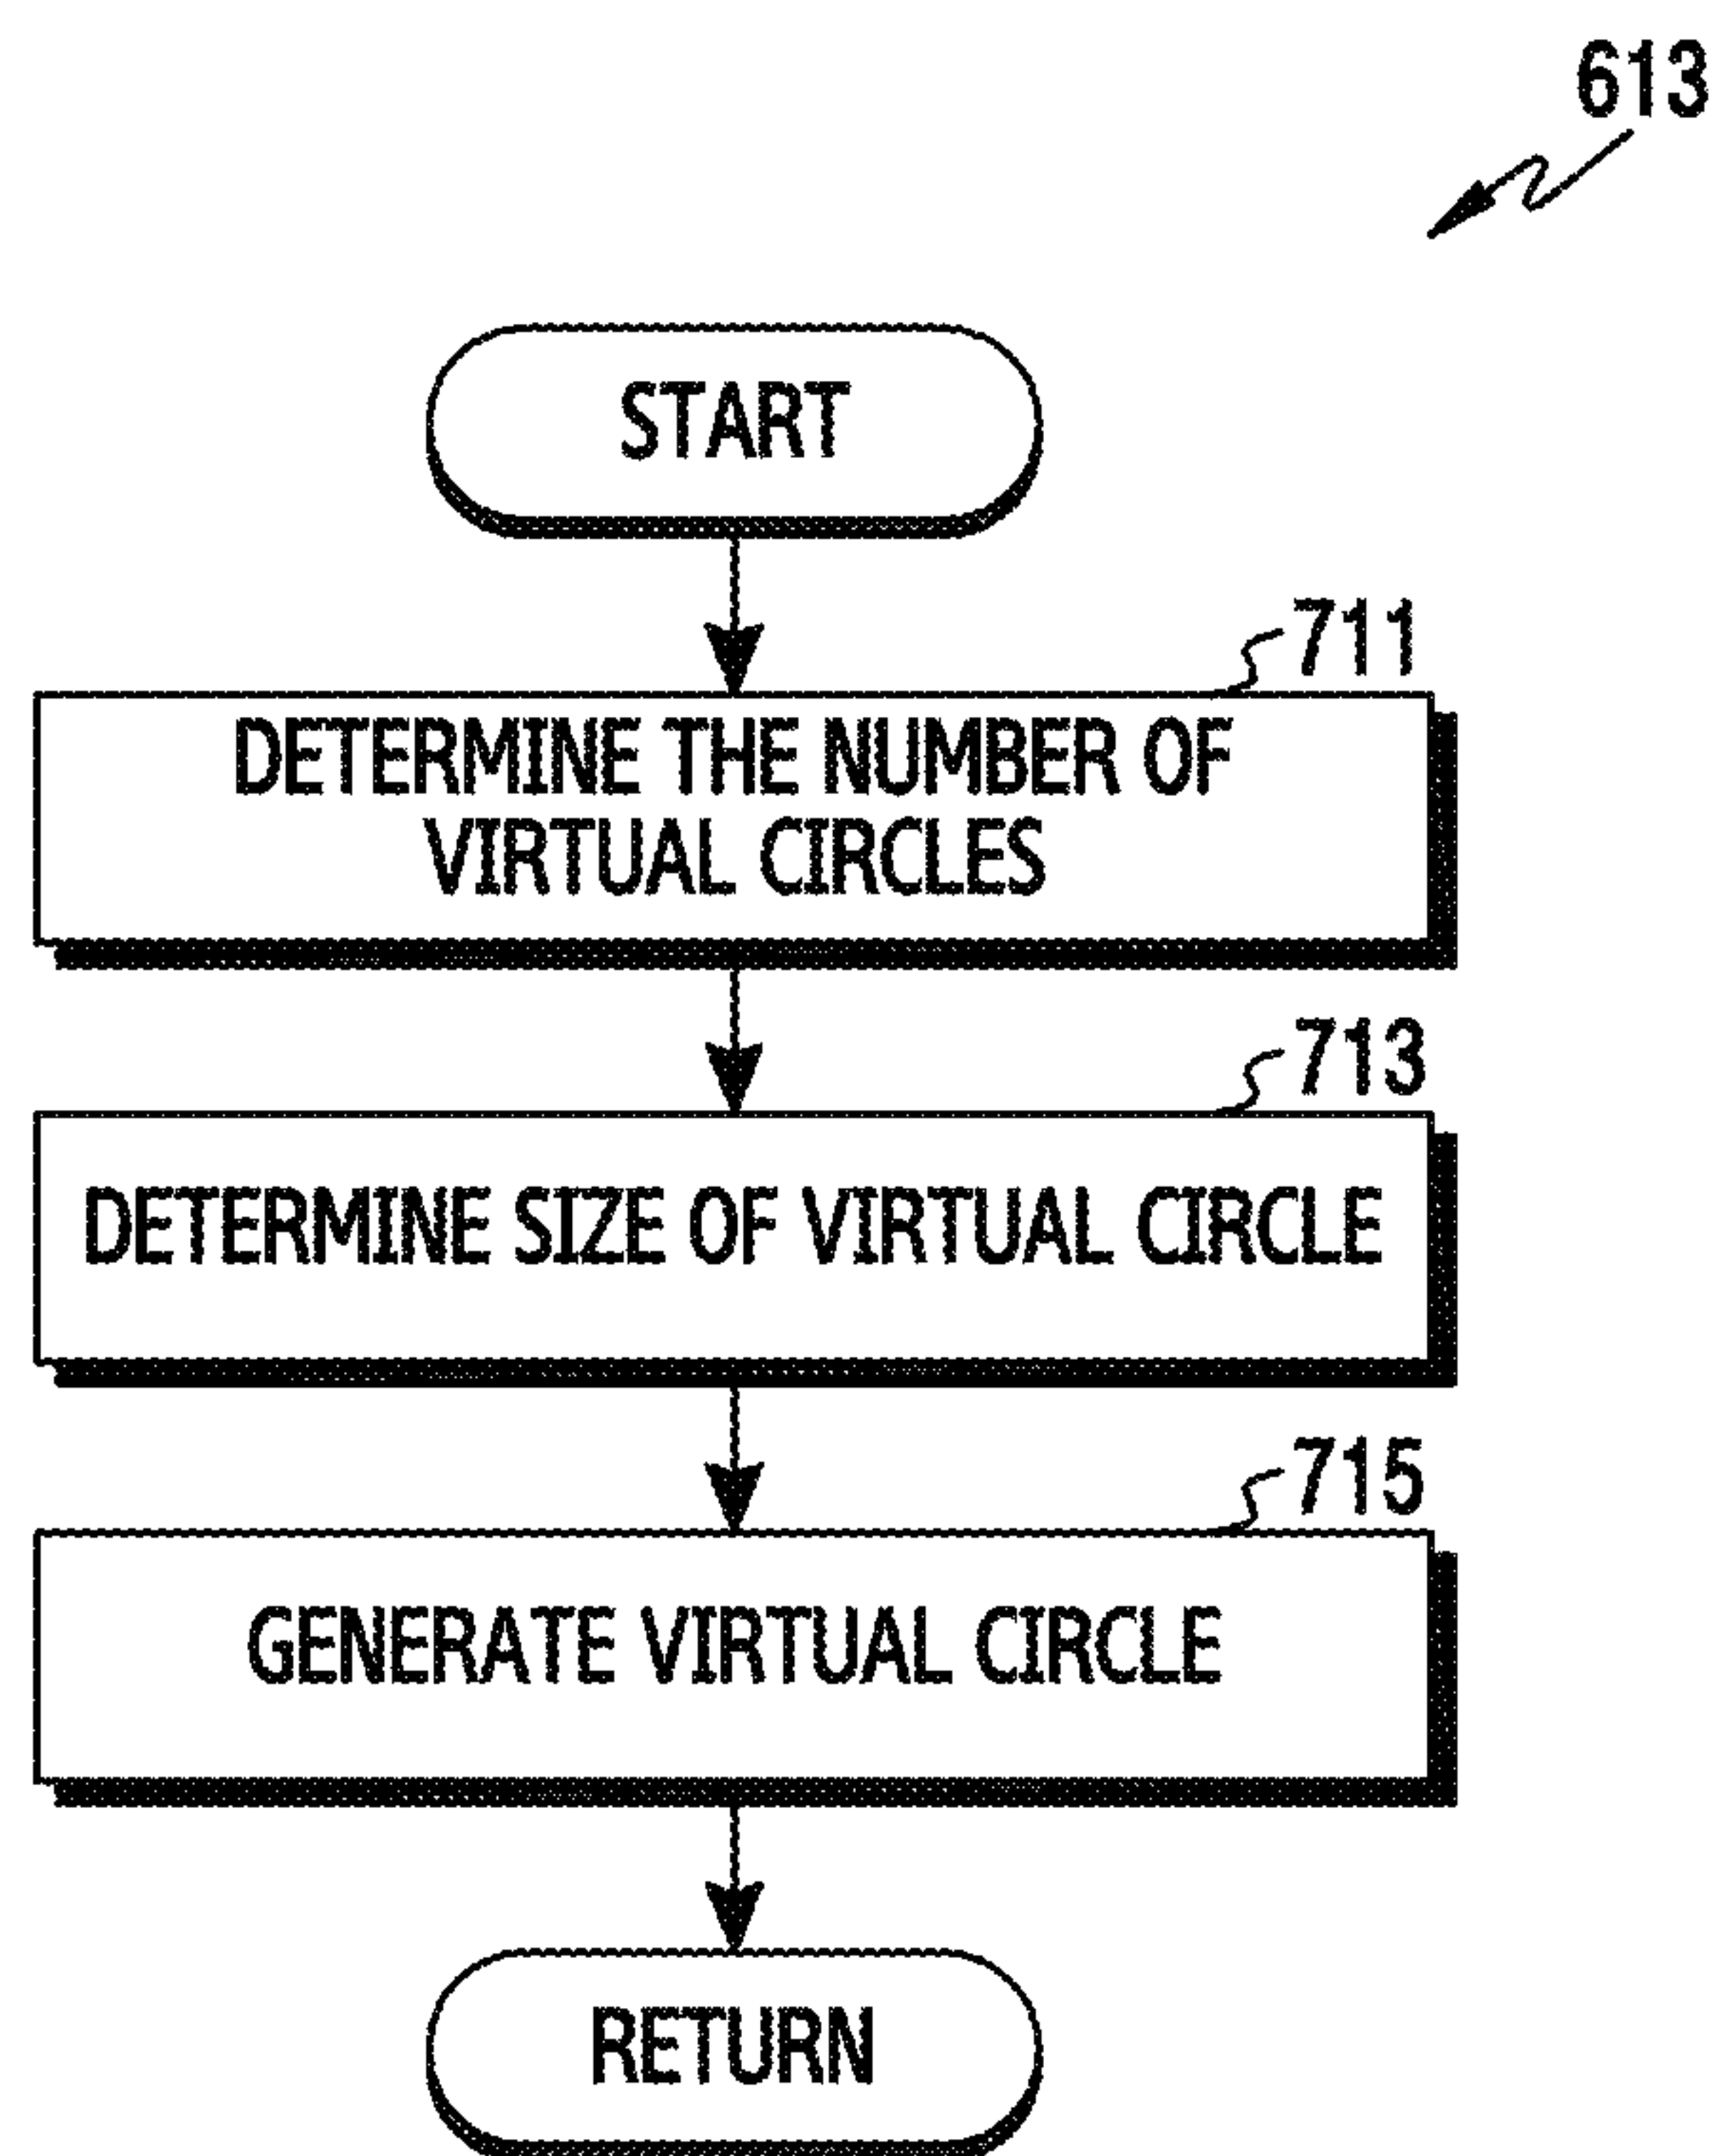 613
START
711
DETERMINE THE NUMBER OF
VIRTUAL CIRCLES
713
DETERMINE SIZE OF VIRTUAL CIRCLE
715
GENERATE VIRTUAL CIRCLE
RETURN